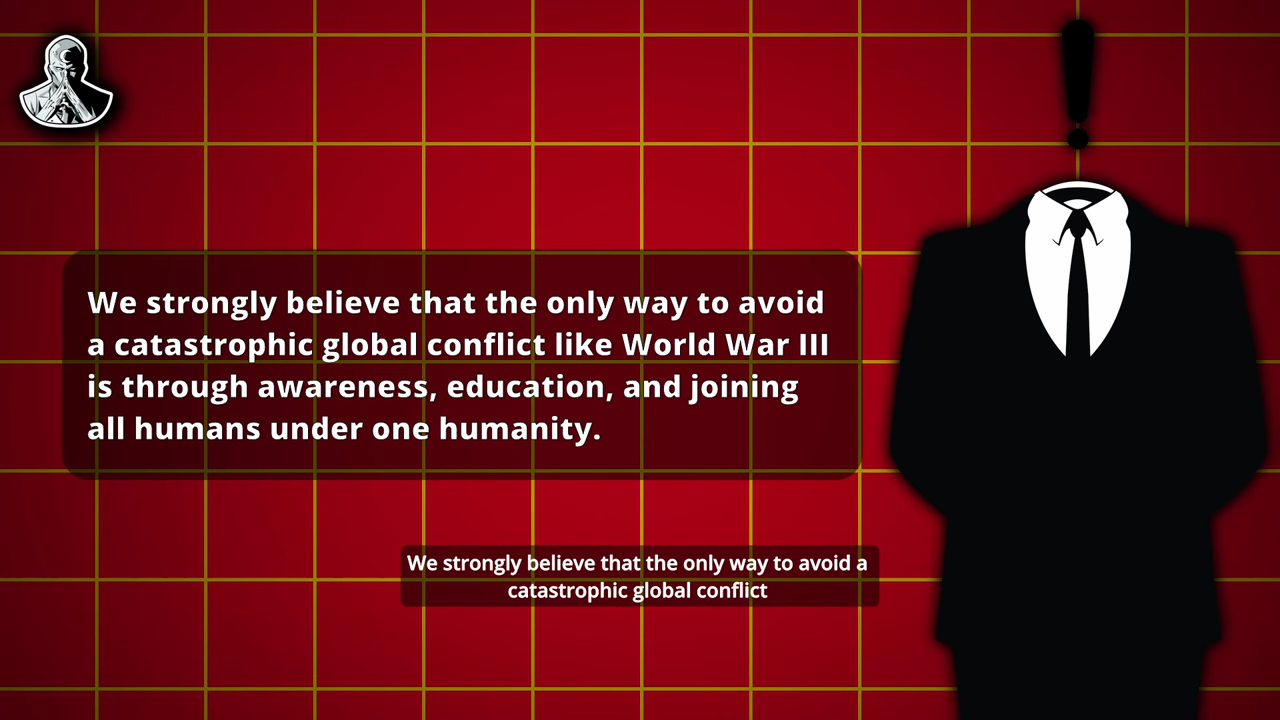 We strongly believe that the only way to avoid
a catastrophic global conflict like World War III
is through awareness, education, and joining
all humans under one humanity.
We strongly believe that the only way to avoid a
catastrophic global conflict